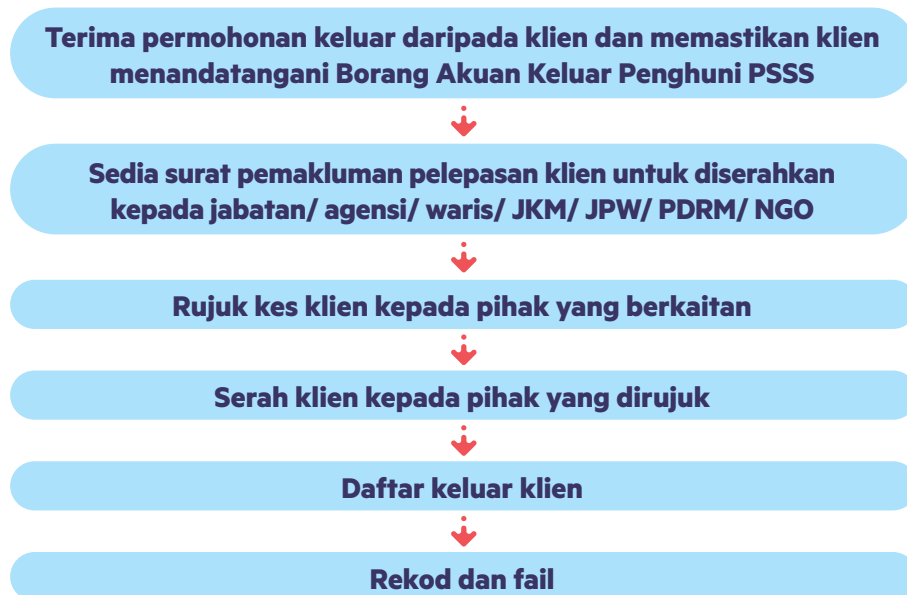 Terima permohonan keluar daripada klien dan memastikan klien
menandatangani Borang Akuan Keluar Penghuni PSSS
Sedia surat pemakluman pelepasan klien untuk diserahkan
kepada jabatan/ agensi/ waris/ JKM/ JPW/ PDRM/ NGO
Rujuk kes klien kepada pihak yang berkaitan
Serah klien kepada pihak yang dirujuk
Daftar keluar klien
Rekod dan fail